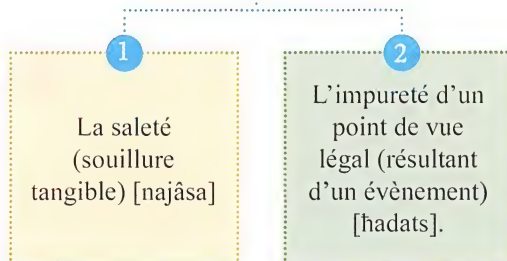 1
La saleté
(souillure
tangible) [najâsa]
2
L’impureté d’un
point de vue
légal (résultant
d’un évènement)
[ħadats].